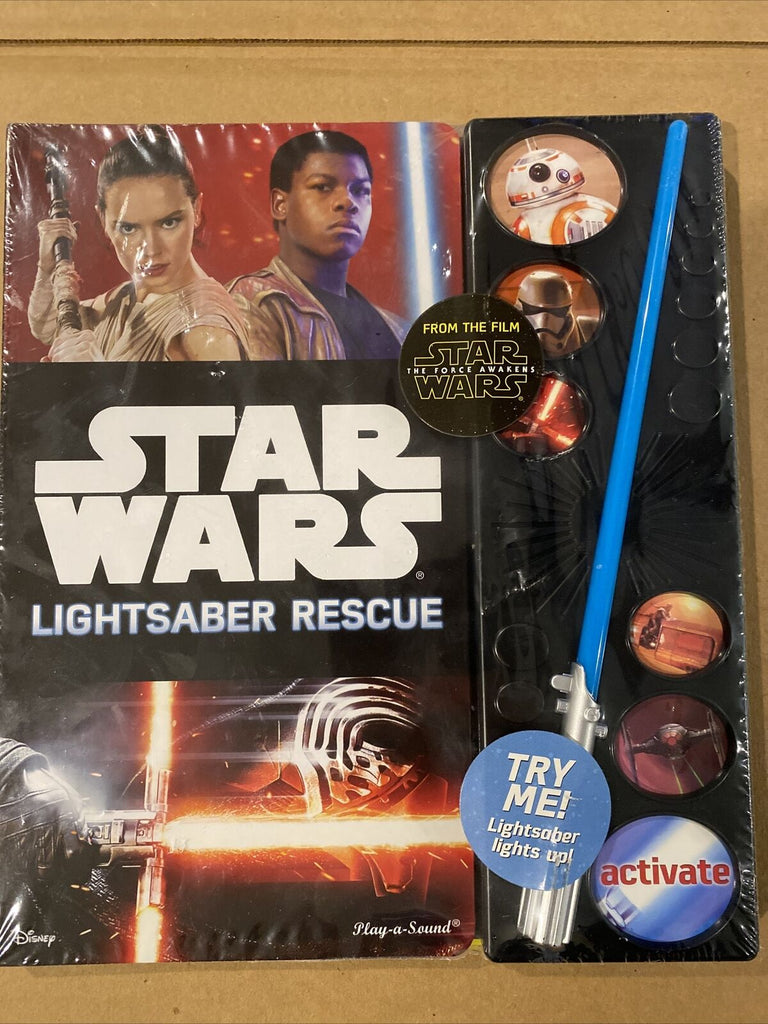 FROM THE FILM
STAR
THE FORCE AWAKENS
WARS®
STAR
WARS®
LIGHTSABER RESCUE
TRY
ME!
Lightsaber
lights up!
activate
Disney
Play-a-Sound®